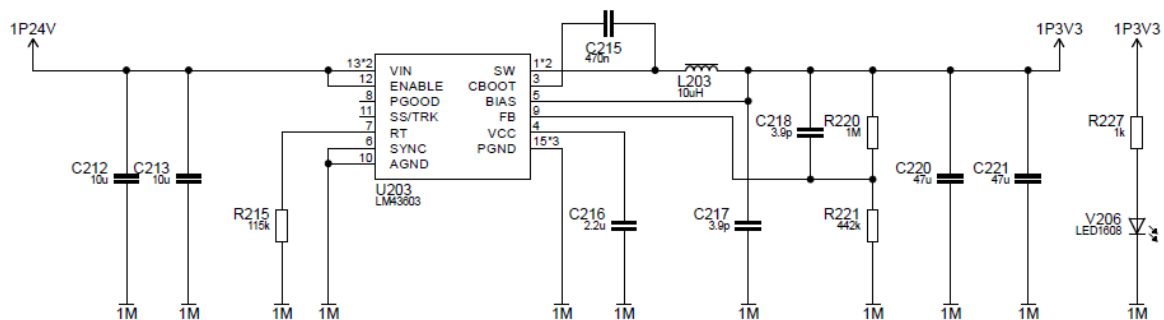 1P24V
1P3V3
1P3V3
C215
470n
13*2
VIN
SW
1*2
12
ENABLE
CBOOT
3
L203
10uH
8
PGOOD
BIAS
5
11
SS/TRK
FB
9
7
RT
VCC
4
6
SYNC
PGND
15*3
10
AGND
C218
3.9p
R220
1M
R227
1k
C212
10u
C213
10u
C220
47u
C221
47u
U203
LM43603
R215
115k
C216
2.2u
C217
3.9p
R221
442k
V206
LED1608
1M
1M
1M
1M
1M
1M
1M
1M
1M
1M
1M